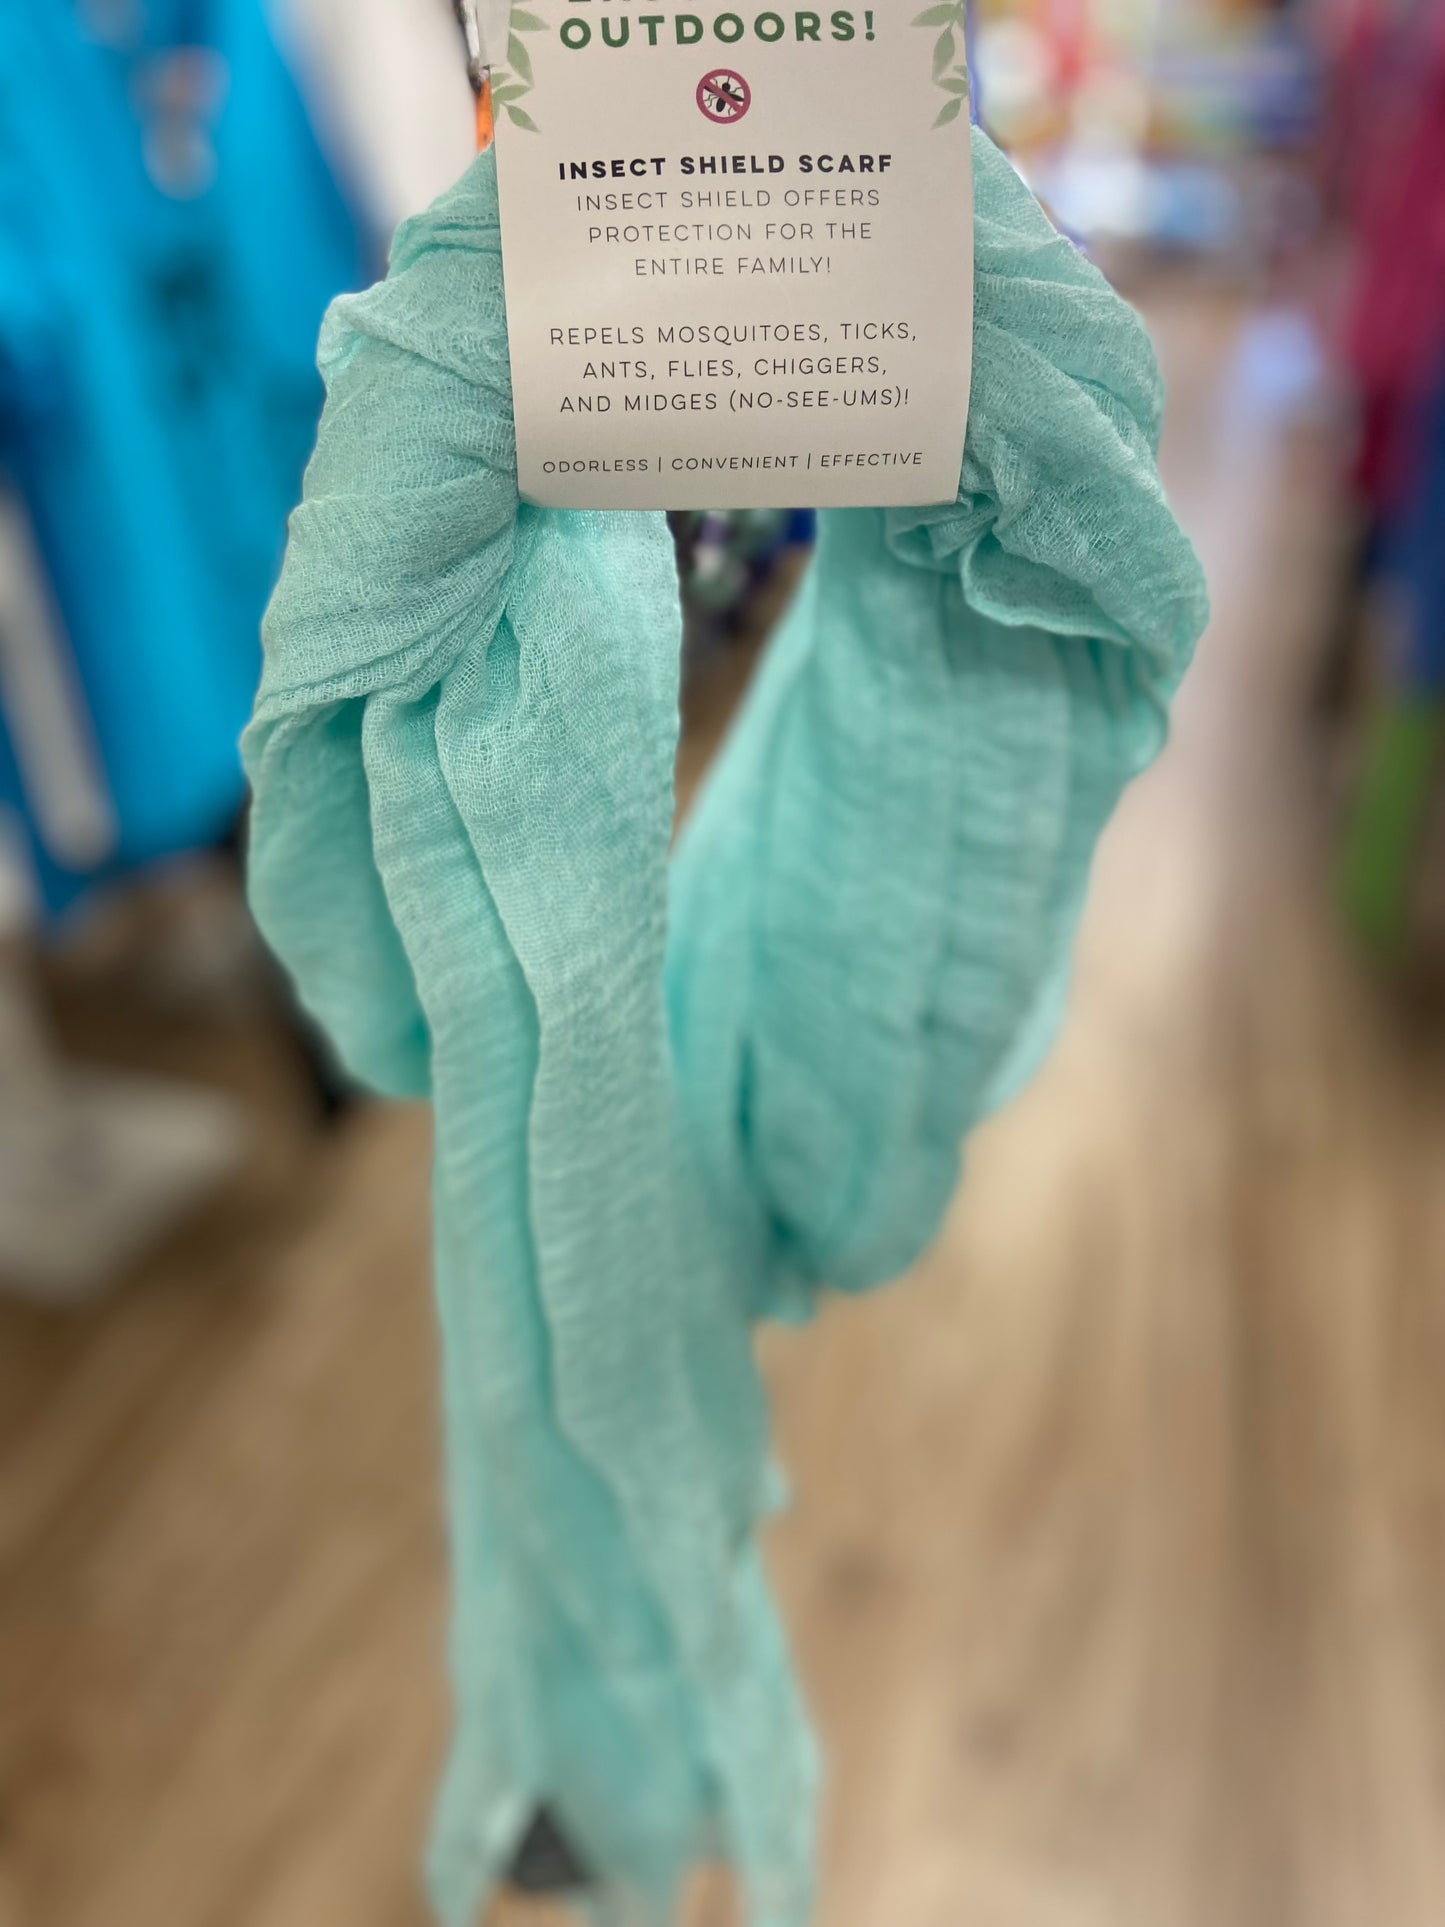 OUTDOORS!
INSECT SHIELD SCARF
INSECT SHIELD OFFERS
PROTECTION FOR THE
ENTIRE FAMILY!
REPELS MOSQUITOES, TICKS,
ANTS, FLIES, CHIGGERS,
AND MIDGES (NO-SEE-UMS)!
ODORLESS | CONVENIENT | EFFECTIVE